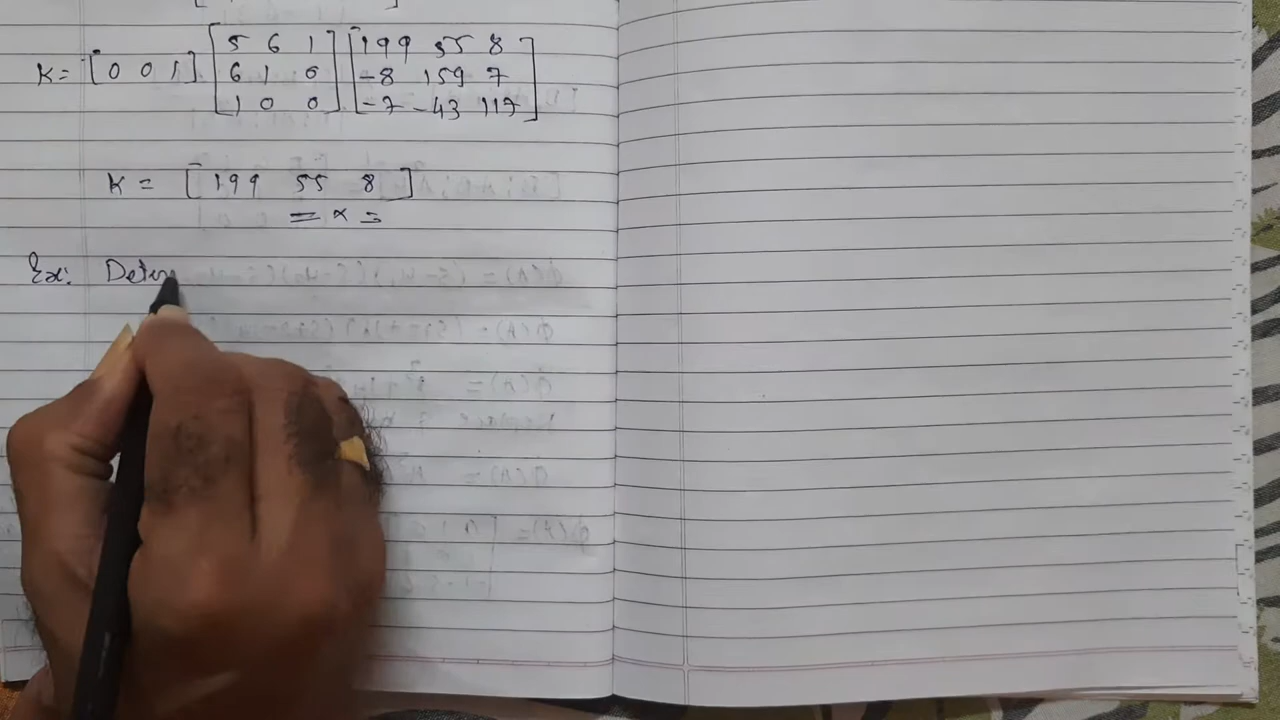 5 6 1 199 55 8
K = [ 0 0 1 ] 6 1 0 -8 159 7
1 0 0 -7 -43 117
K = [ 199 55 8 ]
= x =
Ex: Deter